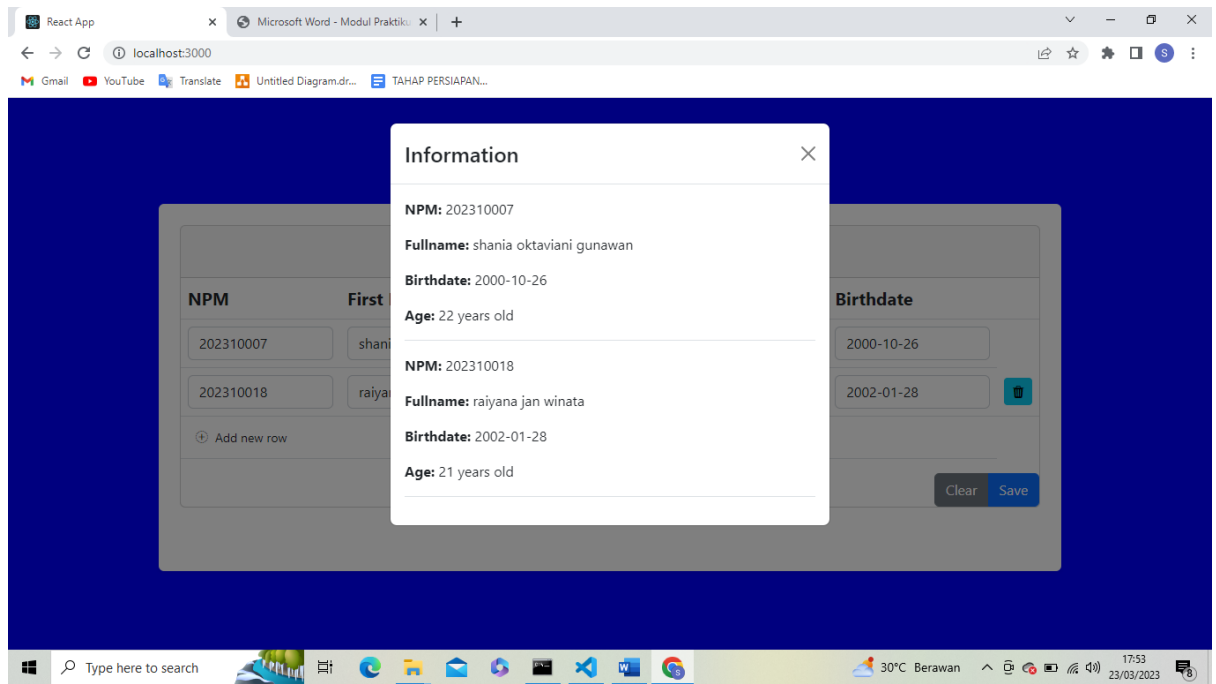 React App
Microsoft Word - Modul Praktiku
localhost:3000
S
Gmail
YouTube
Translate
Untitled Diagram.dr...
TAHAP PERSIAPAN...
Information
NPM: 202310007
Fullname: shania oktaviani gunawan
Birthdate: 2000-10-26
Age: 22 years old
NPM: 202310018
Fullname: raiyana jan winata
Birthdate: 2002-01-28
Age: 21 years old
NPM First Birthdate
202310007 shani 2000-10-26
202310018 raiya 2002-01-28
Add new row
Clear Save
Type here to search
30°C Berawan
17:53
23/03/2023
8